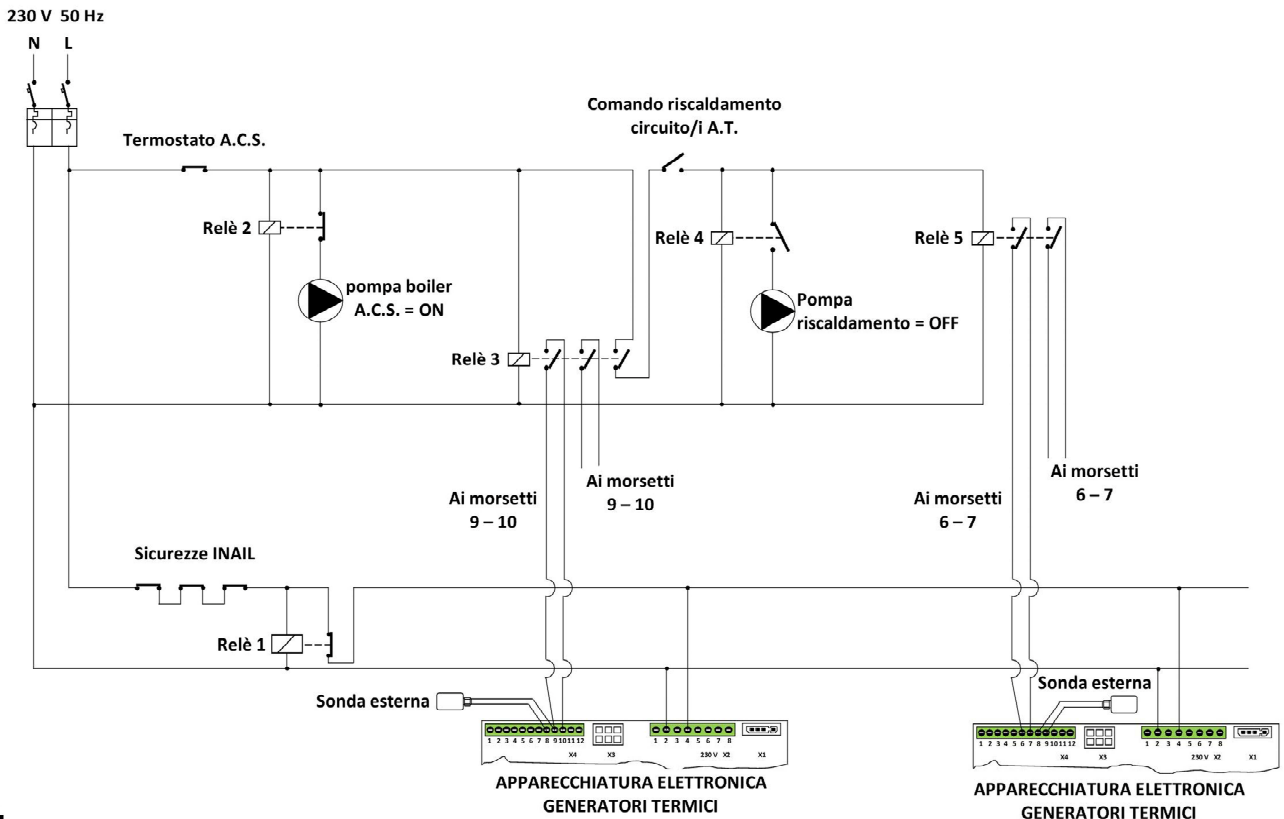 230 V 50 Hz
N L
Comando riscaldamento
circuito/i A.T.
Termostato A.C.S.
Relè 2
Relè 4
Relè 5
pompa boiler
A.C.S. = ON
Pompa
riscaldamento = OFF
Relè 3
Ai morsetti
9 – 10
Ai morsetti
9 – 10
Ai morsetti
6 – 7
Ai morsetti
6 – 7
Sicurezze INAIL
Relè 1
Sonda esterna
Sonda esterna
1 2 3 4 5 6 7 8 9 10 11 12
1 2 3 4 5 6 7 8
X4 X3 230 V X2 X1
1 2 3 4 5 6 7 8 9 10 11 12
1 2 3 4 5 6 7 8
X4 X3 230 V X2 X1
APPARECCHIATURA ELETTRONICA
GENERATORI TERMICI
APPARECCHIATURA ELETTRONICA
GENERATORI TERMICI